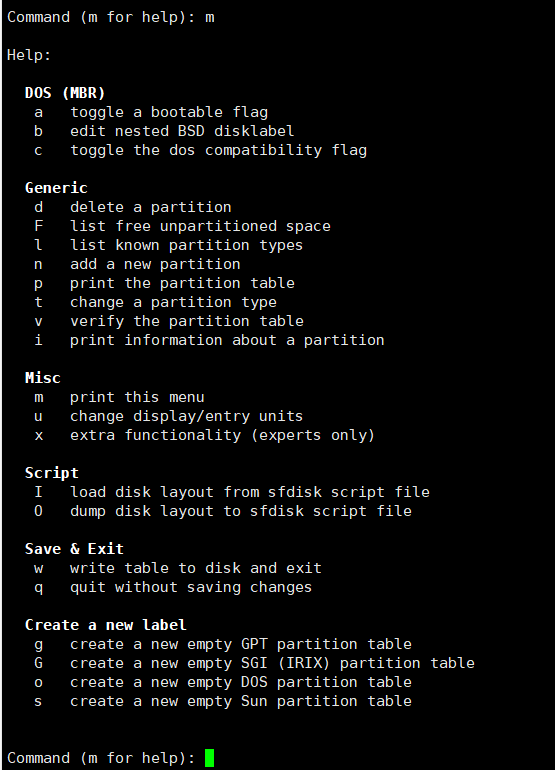 Command (m for help): m
Help:
DOS (MBR)
a toggle a bootable flag
b edit nested BSD disklabel
c toggle the dos compatibility flag
Generic
d delete a partition
F list free unpartitioned space
l list known partition types
n add a new partition
p print the partition table
t change a partition type
v verify the partition table
i print information about a partition
Misc
m print this menu
u change display/entry units
x extra functionality (experts only)
Script
I load disk layout from sfdisk script file
O dump disk layout to sfdisk script file
Save & Exit
w write table to disk and exit
q quit without saving changes
Create a new label
g create a new empty GPT partition table
G create a new empty SGI (IRIX) partition table
o create a new empty DOS partition table
s create a new empty Sun partition table
Command (m for help):